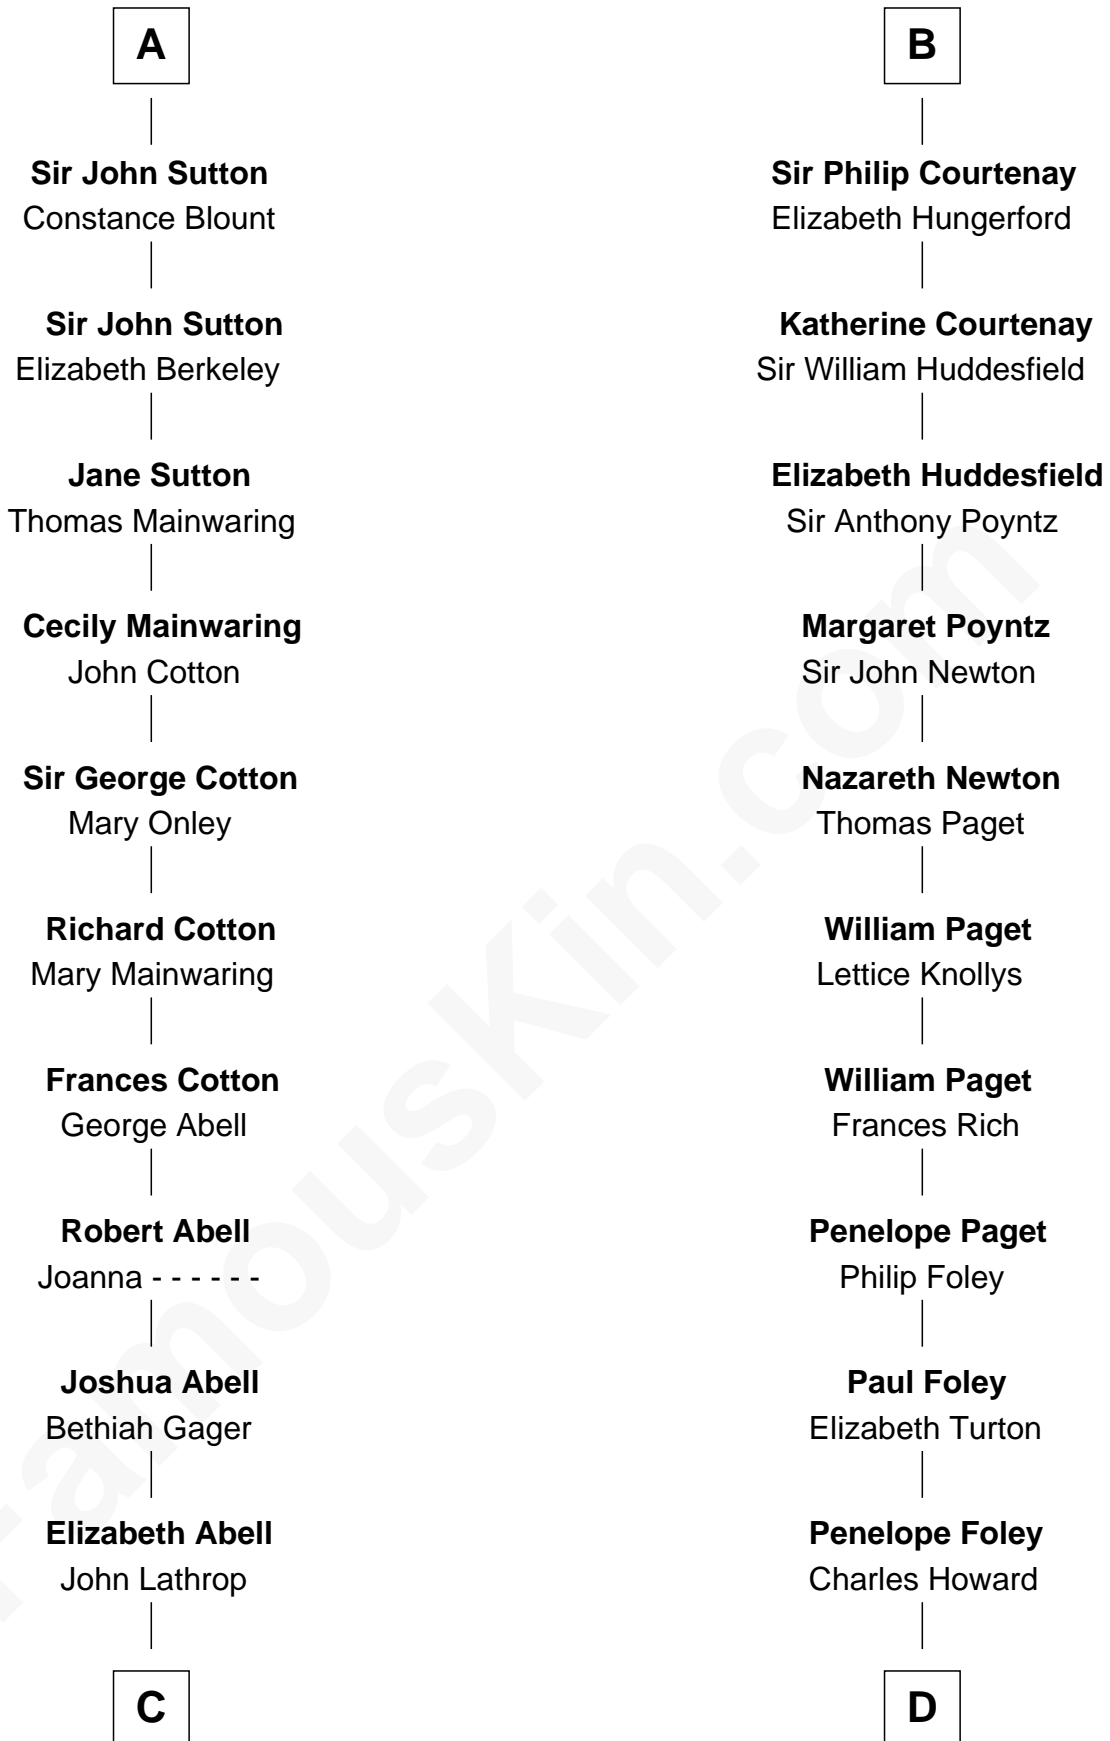 A
Sir John Sutton
Constance Blount
Sir John Sutton
Elizabeth Berkeley
Jane Sutton
Thomas Mainwaring
Cecily Mainwaring
John Cotton
Sir George Cotton
Mary Onley
Richard Cotton
Mary Mainwaring
Frances Cotton
George Abell
Robert Abell
Joanna - - - - - -
Joshua Abell
Bethiah Gager
Elizabeth Abell
John Lathrop
C
B
Sir Philip Courtenay
Elizabeth Hungerford
Katherine Courtenay
Sir William Huddesfield
Elizabeth Huddesfield
Sir Anthony Poyntz
Margaret Poyntz
Sir John Newton
Nazareth Newton
Thomas Paget
William Paget
Lettice Knollys
William Paget
Frances Rich
Penelope Paget
Philip Foley
Paul Foley
Elizabeth Turton
Penelope Foley
Charles Howard
D
FamousKin.com